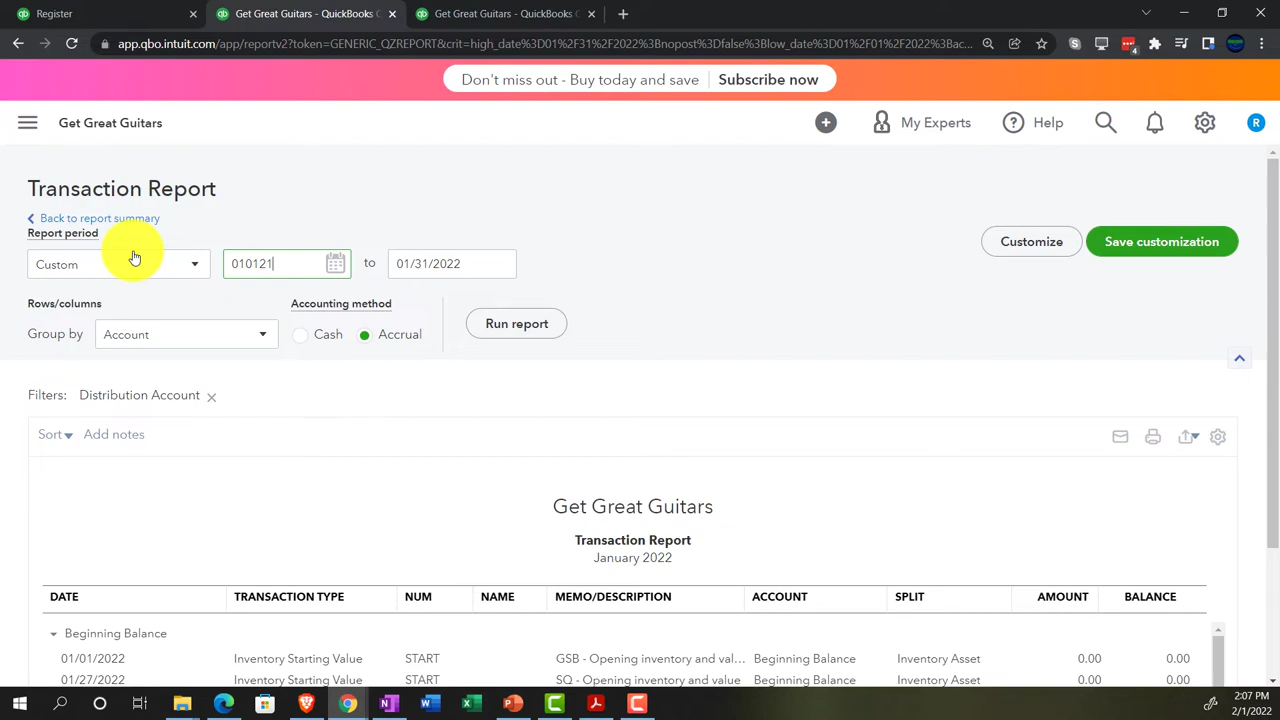 Register
Get Great Guitars - QuickBooks C
Get Great Guitars - QuickBooks C
app.qbo.intuit.com/app/reportv2?token=GENERIC_QZREPORT&crit=high_date%3D01%2F31%2F2022%3Bnopost%3Dfalse%3Blow_date%3D01%2F01%2F2022%3Bac...
4
Don't miss out - Buy today and save Subscribe now
Get Great Guitars
My Experts Help R
Transaction Report
Back to report summary
Report period
Custom 010121 to 01/31/2022
Customize Save customization
Rows/columns Accounting method
Group by Account Cash Accrual Run report
Filters: Distribution Account
Sort Add notes
Get Great Guitars
Transaction Report
January 2022
DATE TRANSACTION TYPE NUM NAME MEMO/DESCRIPTION ACCOUNT SPLIT AMOUNT BALANCE
Beginning Balance
01/01/2022 Inventory Starting Value START GSB - Opening inventory and val... Beginning Balance Inventory Asset 0.00 0.00
01/27/2022 Inventory Starting Value START SQ - Opening inventory and value Beginning Balance Inventory Asset 0.00 0.00
2:07 PM
2/1/2022